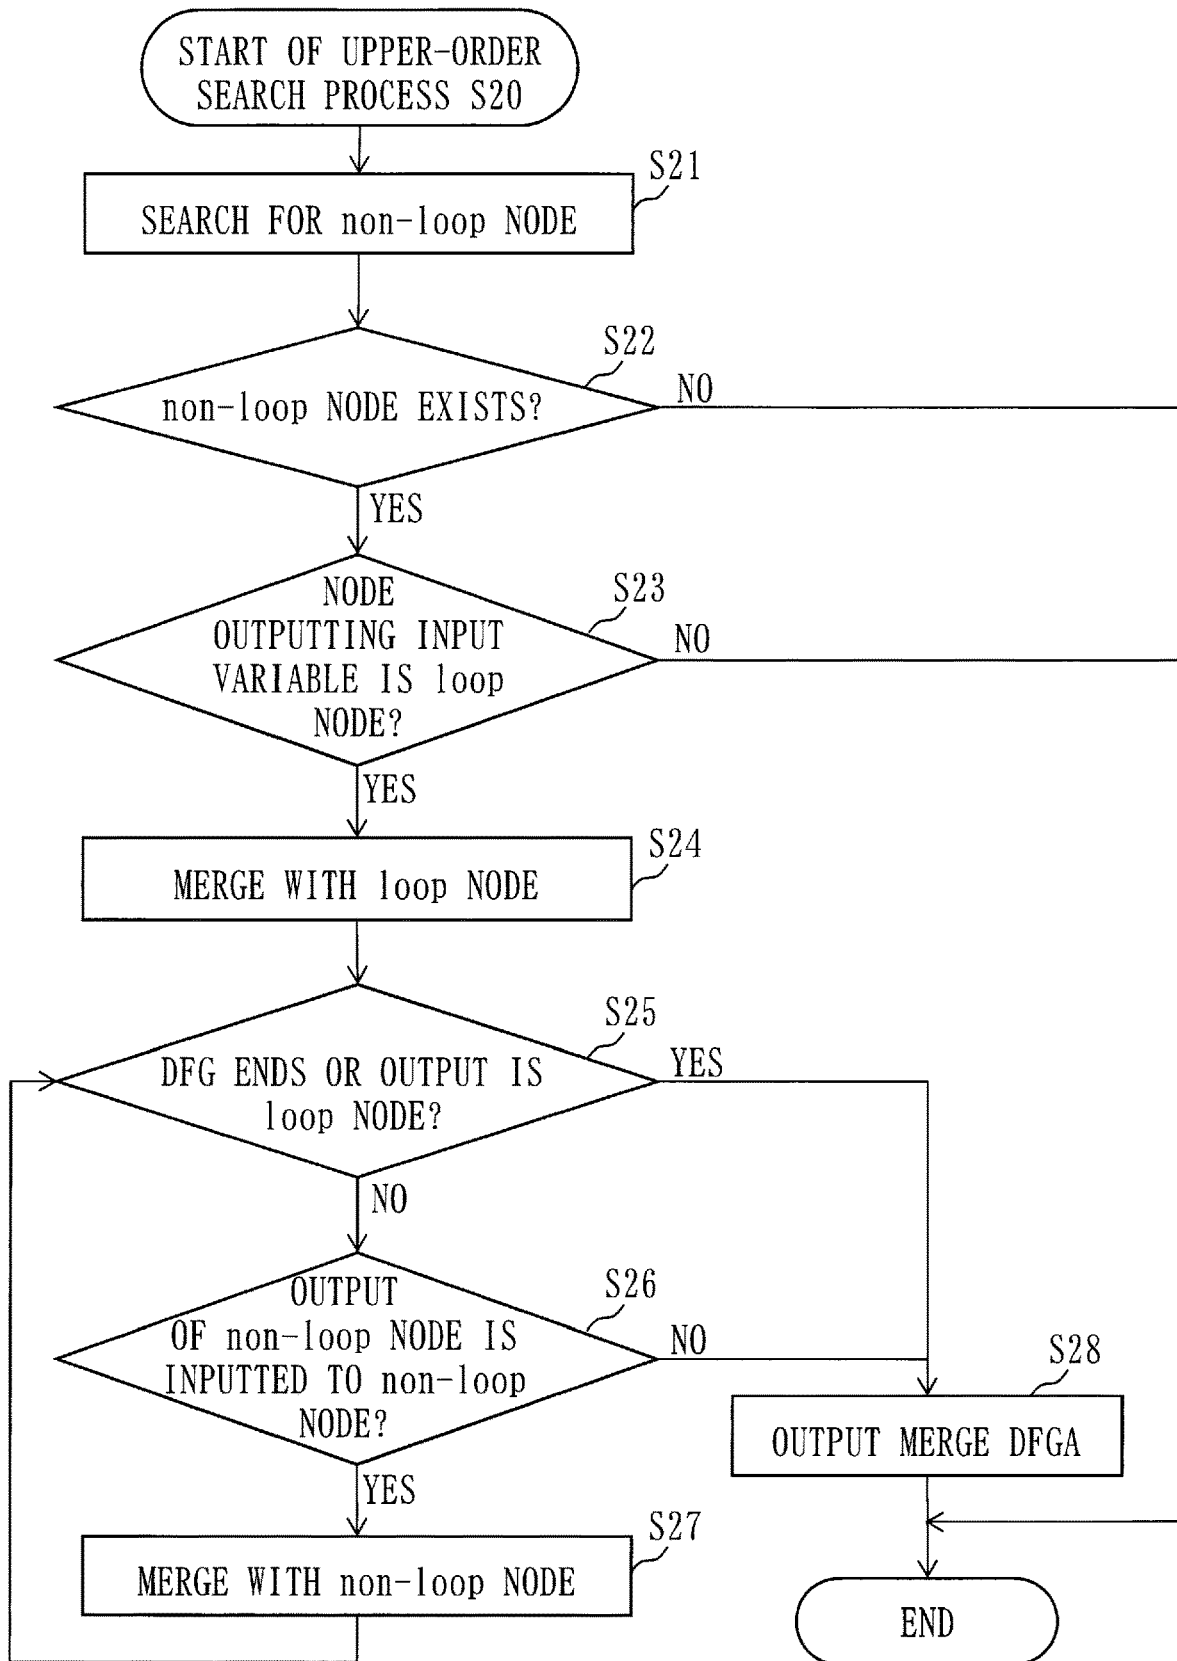 START OF UPPER-ORDER
SEARCH PROCESS S20
S21
SEARCH FOR non-loop NODE
S22
non-loop NODE EXISTS?
NO
YES
S23
NODE
OUTPUTTING INPUT
VARIABLE IS loop
NODE?
NO
YES
S24
MERGE WITH loop NODE
S25
DFG ENDS OR OUTPUT IS
loop NODE?
YES
NO
S26
OUTPUT
OF non-loop NODE IS
INPUTTED TO non-loop
NODE?
NO
YES
S28
OUTPUT MERGE DFGA
S27
MERGE WITH non-loop NODE
END